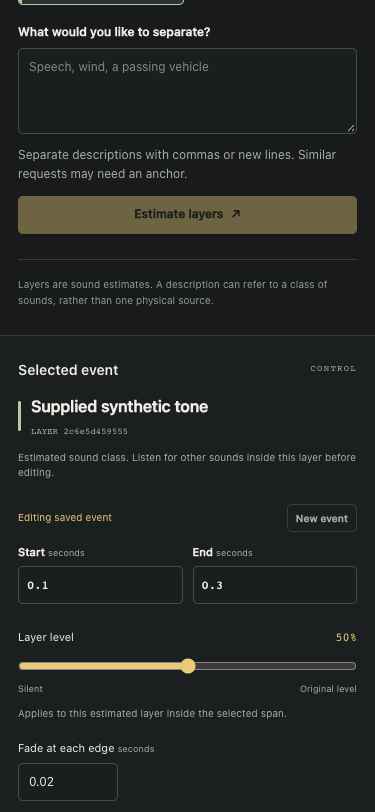 What would you like to separate?
Speech, wind, a passing vehicle
Separate descriptions with commas or new lines. Similar
requests may need an anchor.
Estimate layers ↗
Layers are sound estimates. A description can refer to a class of
sounds, rather than one physical source.
Selected event CONTROL
Supplied synthetic tone
LAYER 2c6e5d459555
Estimated sound class. Listen for other sounds inside this layer before
editing.
Editing saved event New event
Start seconds End seconds
0.1 0.3
Layer level 50%
Silent Original level
Applies to this estimated layer inside the selected span.
Fade at each edge seconds
0.02